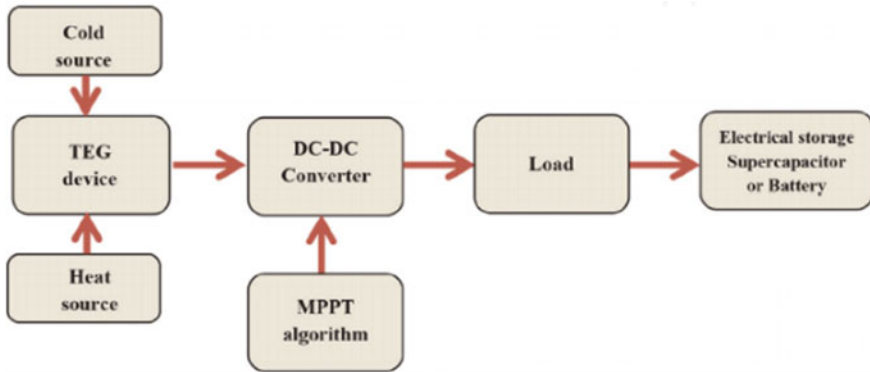 Cold
source
TEG
device
DC-DC
Converter
Load
Electrical storage
Supercapacitor
or Battery
Heat
source
MPPT
algorithm